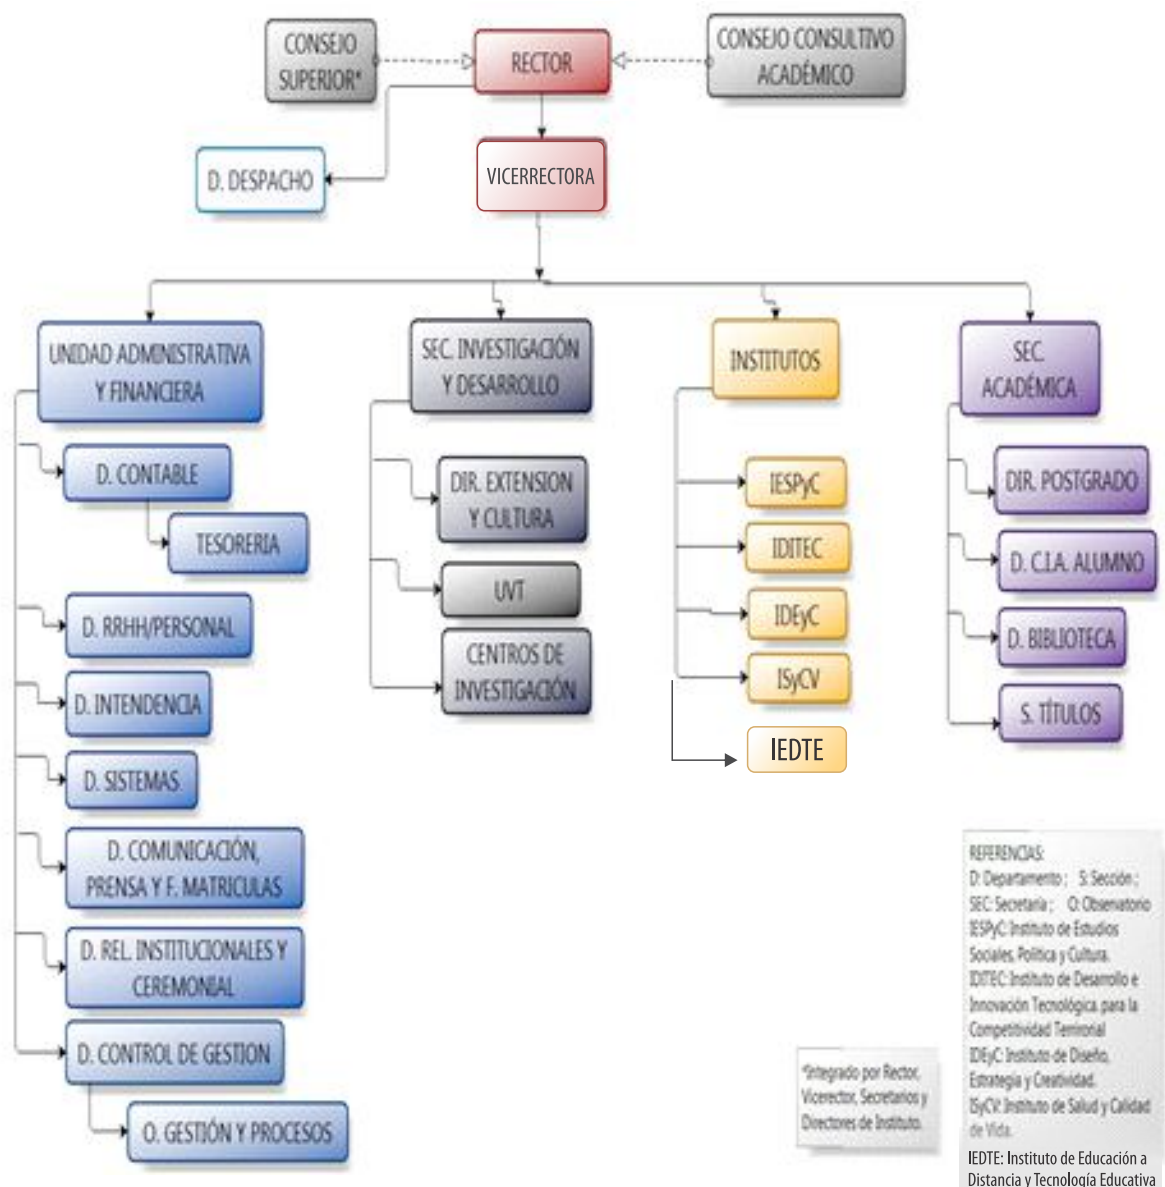 CONSEJO
SUPERIOR*
RECTOR
CONSEJO CONSULTIVO
ACADÉMICO
D. DESPACHO
VICERRECTORA
UNIDAD ADMINISTRATIVA
Y FINANCIERA
D. CONTABLE
TESORERIA
D. RRHH/PERSONAL
D. INTENDENCIA
D. SISTEMAS
D. COMUNICACIÓN,
PRENSA Y F. MATRICULAS
D. REL. INSTITUCIONALES Y
CEREMONIAL
D. CONTROL DE GESTION
O. GESTIÓN Y PROCESOS
SEC. INVESTIGACIÓN
Y DESARROLLO
DIR. EXTENSION
Y CULTURA
UVT
CENTROS DE
INVESTIGACIÓN
INSTITUTOS
IESPyC
IDITEC
IDEyC
ISyCV
IEDTE
SEC.
ACADÉMICA
DIR. POSTGRADO
D. C.I.A. ALUMNO
D. BIBLIOTECA
S. TÍTULOS
*Integrado por Rector,
Vicerector, Secretarios y
Directores de Instituto.
REFERENCIAS:
D: Departamento ; S: Sección ;
SEC: Secretaria ; O: Observatorio
IESPyC: Instituto de Estudios
Sociales, Política y Cultura.
IDITEC: Instituto de Desarrollo e
Innovación Tecnológica para la
Competitividad Terrirorial
IDEyC: Instituto de Diseño,
Estrategia y Creatividad.
ISyCV: Instituto de Salud y Calidad
de Vida.
IEDTE: Instituto de Educación a
Distancia y Tecnología Educativa